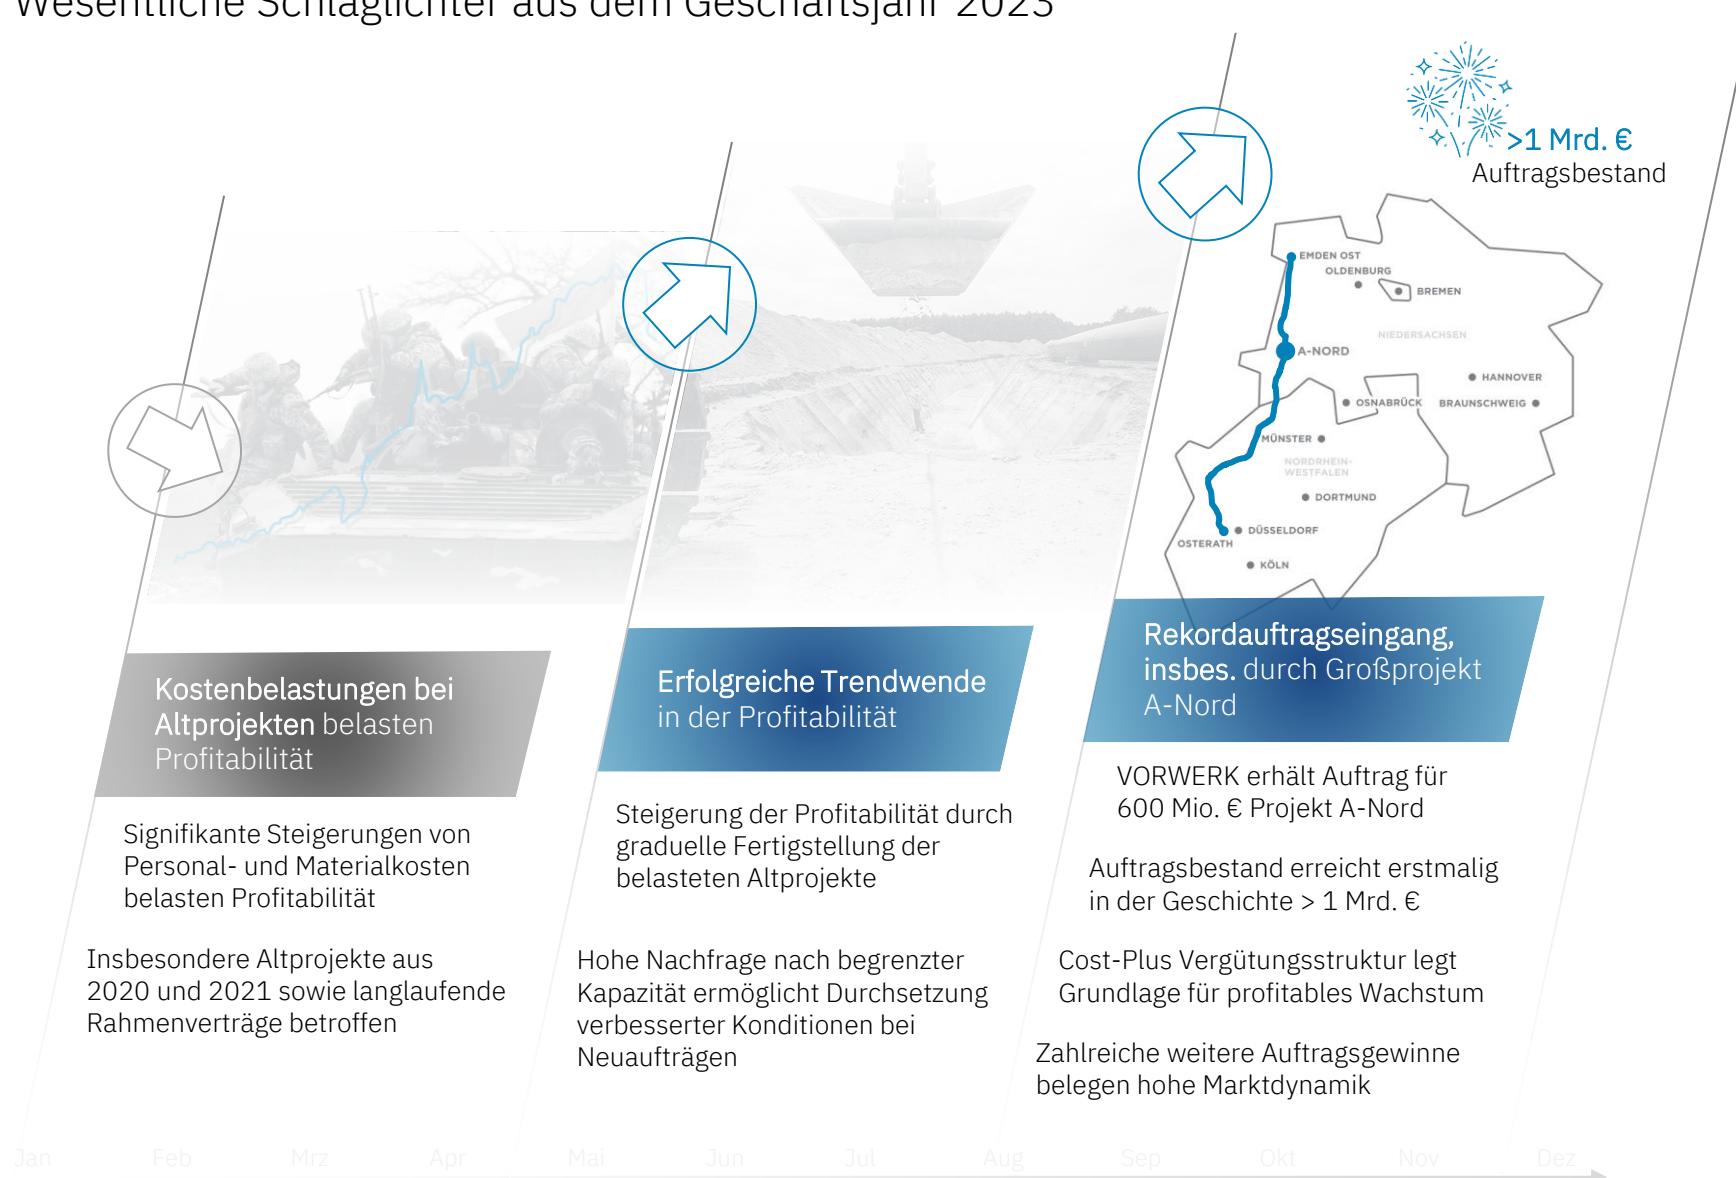 Wesentliche Schlaglichter aus dem Geschäftsjahr 2023
>1 Mrd. €
Auftragsbestand
EMDEN OST
OLDENBURG
BREMEN
NIEDERSACHSEN
A-NORD
HANNOVER
OSNABRÜCK
BRAUNSCHWEIG
MÜNSTER
NORDRHEIN-
WESTFALEN
DORTMUND
DÜSSELDORF
OSTERATH
KÖLN
Kostenbelastungen bei
Altprojekten belasten
Profitabilität
Signifikante Steigerungen von
Personal- und Materialkosten
belasten Profitabilität
Insbesondere Altprojekte aus
2020 und 2021 sowie langlaufende
Rahmenverträge betroffen
Erfolgreiche Trendwende
in der Profitabilität
Steigerung der Profitabilität durch
graduelle Fertigstellung der
belasteten Altprojekte
Hohe Nachfrage nach begrenzter
Kapazität ermöglicht Durchsetzung
verbesserter Konditionen bei
Neuaufträgen
Rekordauftragseingang,
insbes. durch Großprojekt
A-Nord
VORWERK erhält Auftrag für
600 Mio. € Projekt A-Nord
Auftragsbestand erreicht erstmalig
in der Geschichte > 1 Mrd. €
Cost-Plus Vergütungsstruktur legt
Grundlage für profitables Wachstum
Zahlreiche weitere Auftragsgewinne
belegen hohe Marktdynamik
Jan Feb Mrz Apr Mai Jun Jul Aug Sep Okt Nov Dez